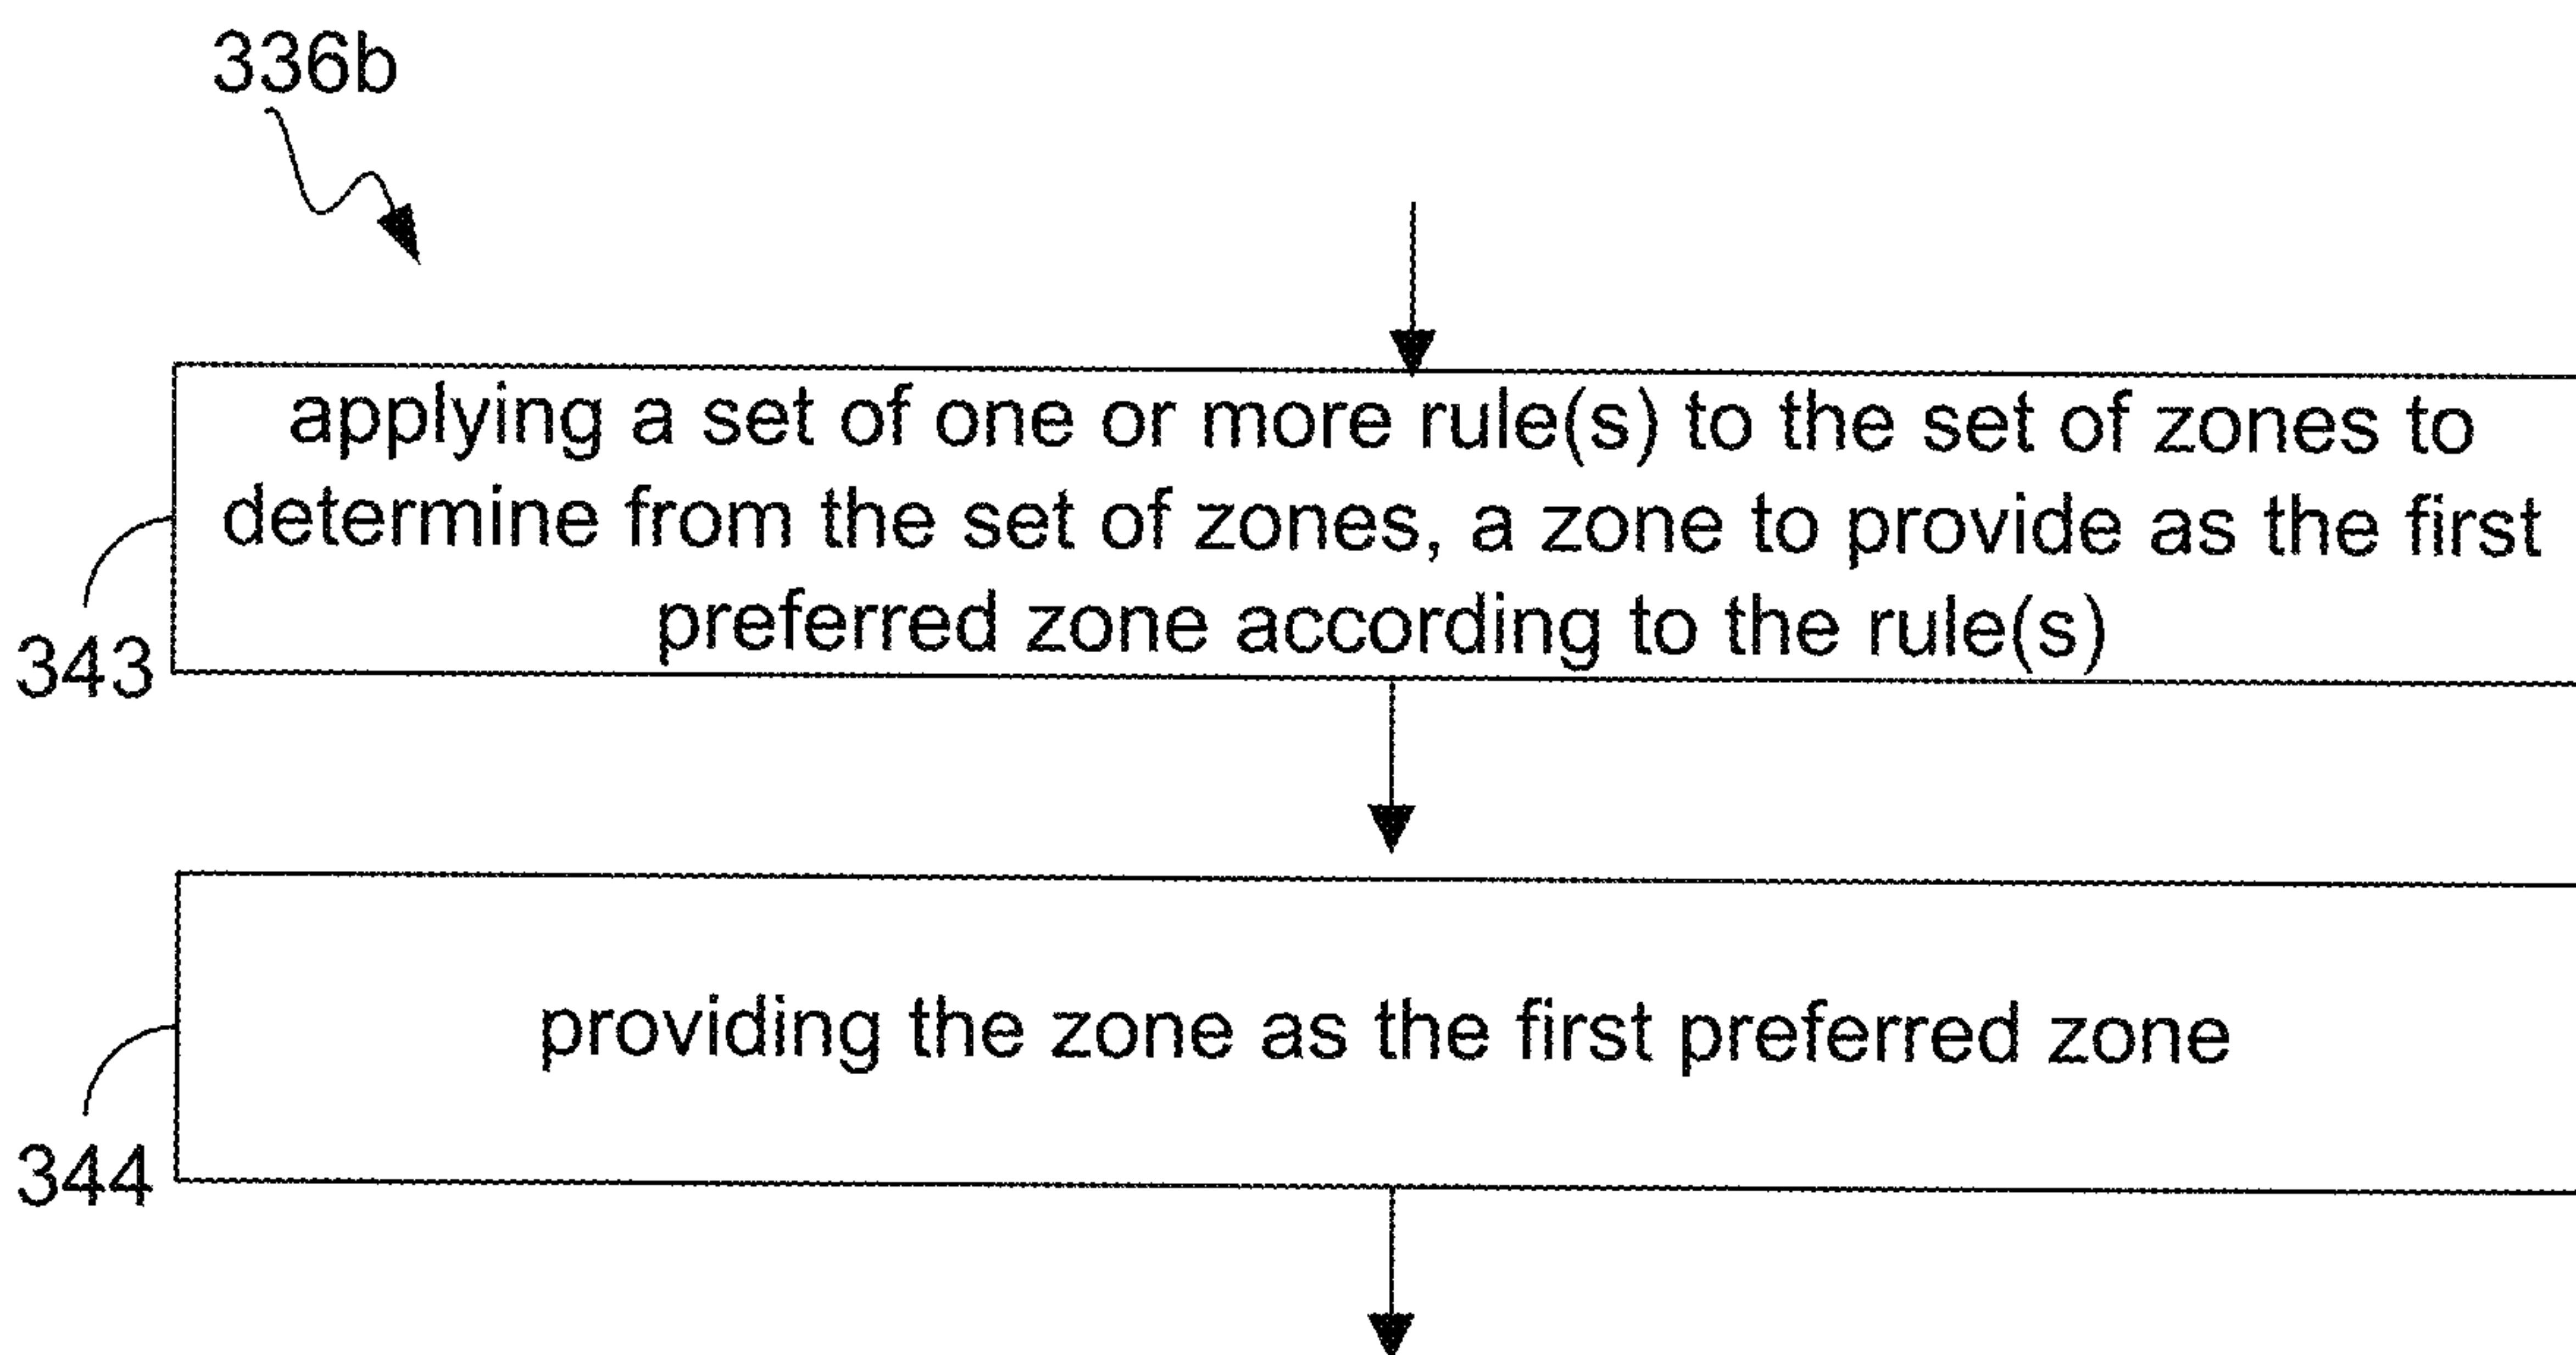 336b
applying a set of one or more rule(s) to the set of zones to
determine from the set of zones, a zone to provide as the first
preferred zone according to the rule(s)
343
providing the zone as the first preferred zone
344